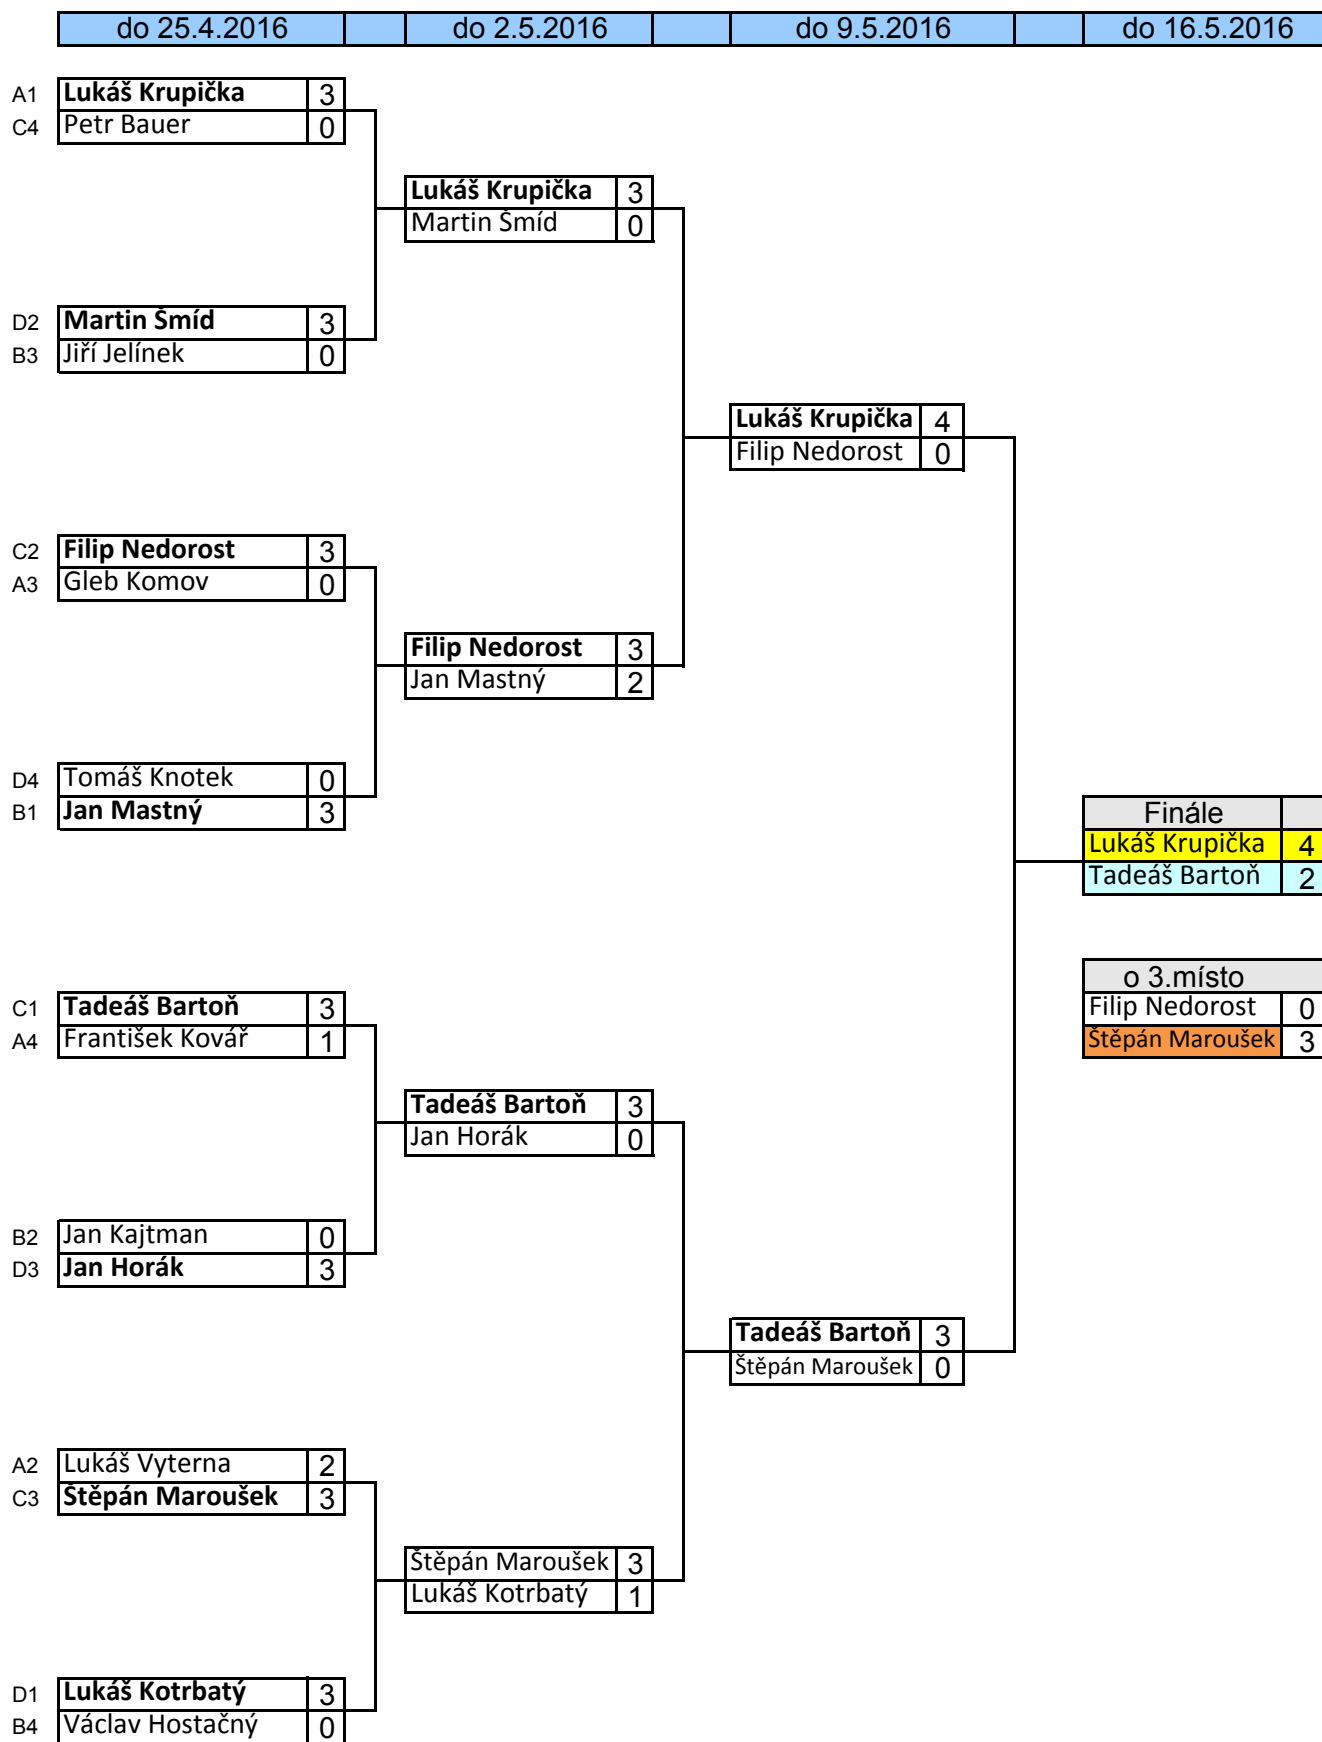 do 25.4.2016 do 2.5.2016 do 9.5.2016 do 16.5.2016
A1 Lukáš Krupička 3
C4 Petr Bauer 0
Lukáš Krupička 3
Martin Šmíd 0
D2 Martin Šmíd 3
B3 Jiří Jelínek 0
Lukáš Krupička 4
Filip Nedorost 0
C2 Filip Nedorost 3
A3 Gleb Komov 0
Filip Nedorost 3
Jan Mastný 2
D4 Tomáš Knotek 0
B1 Jan Mastný 3
Finále
Lukáš Krupička 4
Tadeáš Bartoň 2
o 3.místo
Filip Nedorost 0
Štěpán Maroušek 3
C1 Tadeáš Bartoň 3
A4 František Kovář 1
Tadeáš Bartoň 3
Jan Horák 0
B2 Jan Kajtman 0
D3 Jan Horák 3
Tadeáš Bartoň 3
Štěpán Maroušek 0
A2 Lukáš Vyterna 2
C3 Štěpán Maroušek 3
Štěpán Maroušek 3
Lukáš Kotrbatý 1
D1 Lukáš Kotrbatý 3
B4 Václav Hostačný 0